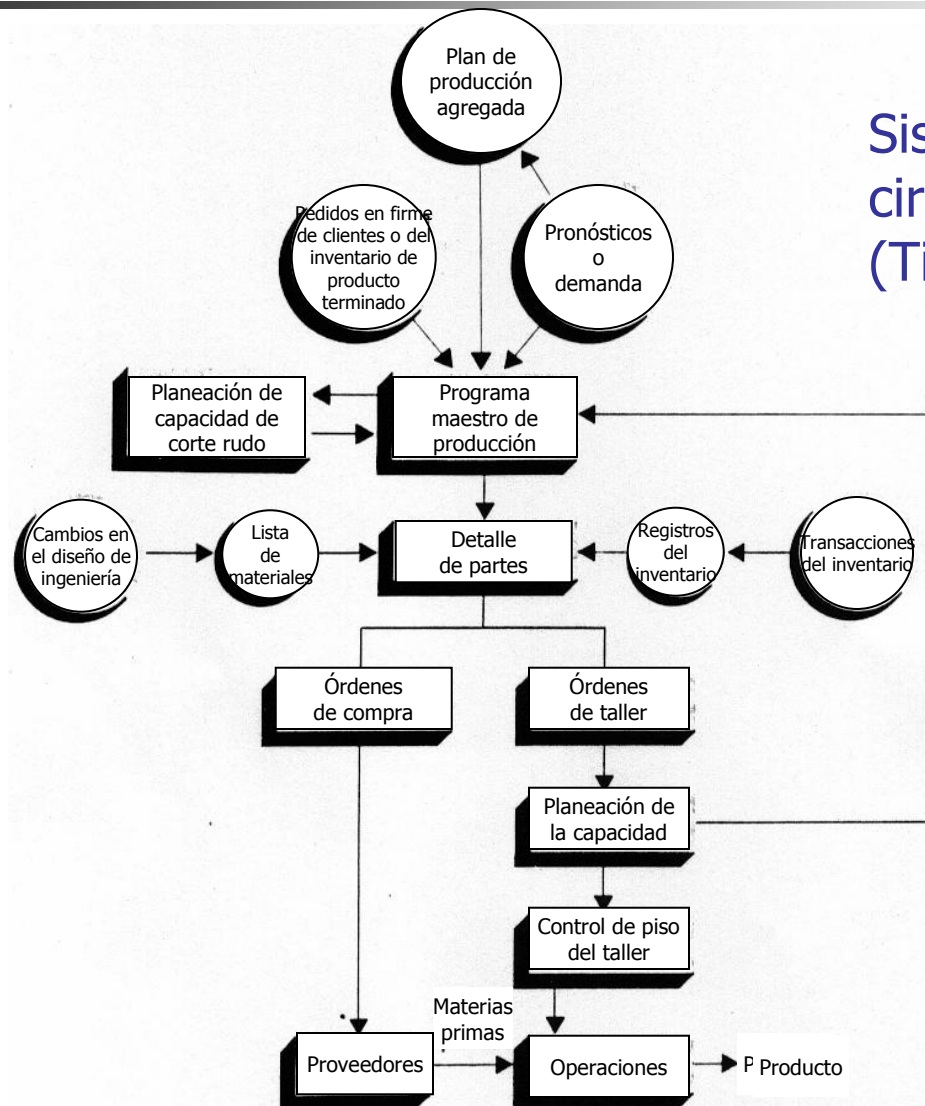 Plan de
producción
agregada
Sis
cir
(Ti
Pedidos en firme
de clientes o del
inventario de
producto
terminado
Pronósticos
o
demanda
Planeación de
capacidad de
corte rudo
Programa
maestro de
producción
Cambios en
el diseño de
ingeniería
Lista
de
materiales
Detalle
de partes
Registros
del
inventario
Transacciones
del inventario
Órdenes
de compra
Órdenes
de taller
Planeación de
la capacidad
Control de piso
del taller
Materias
primas
Proveedores
Operaciones
P Producto